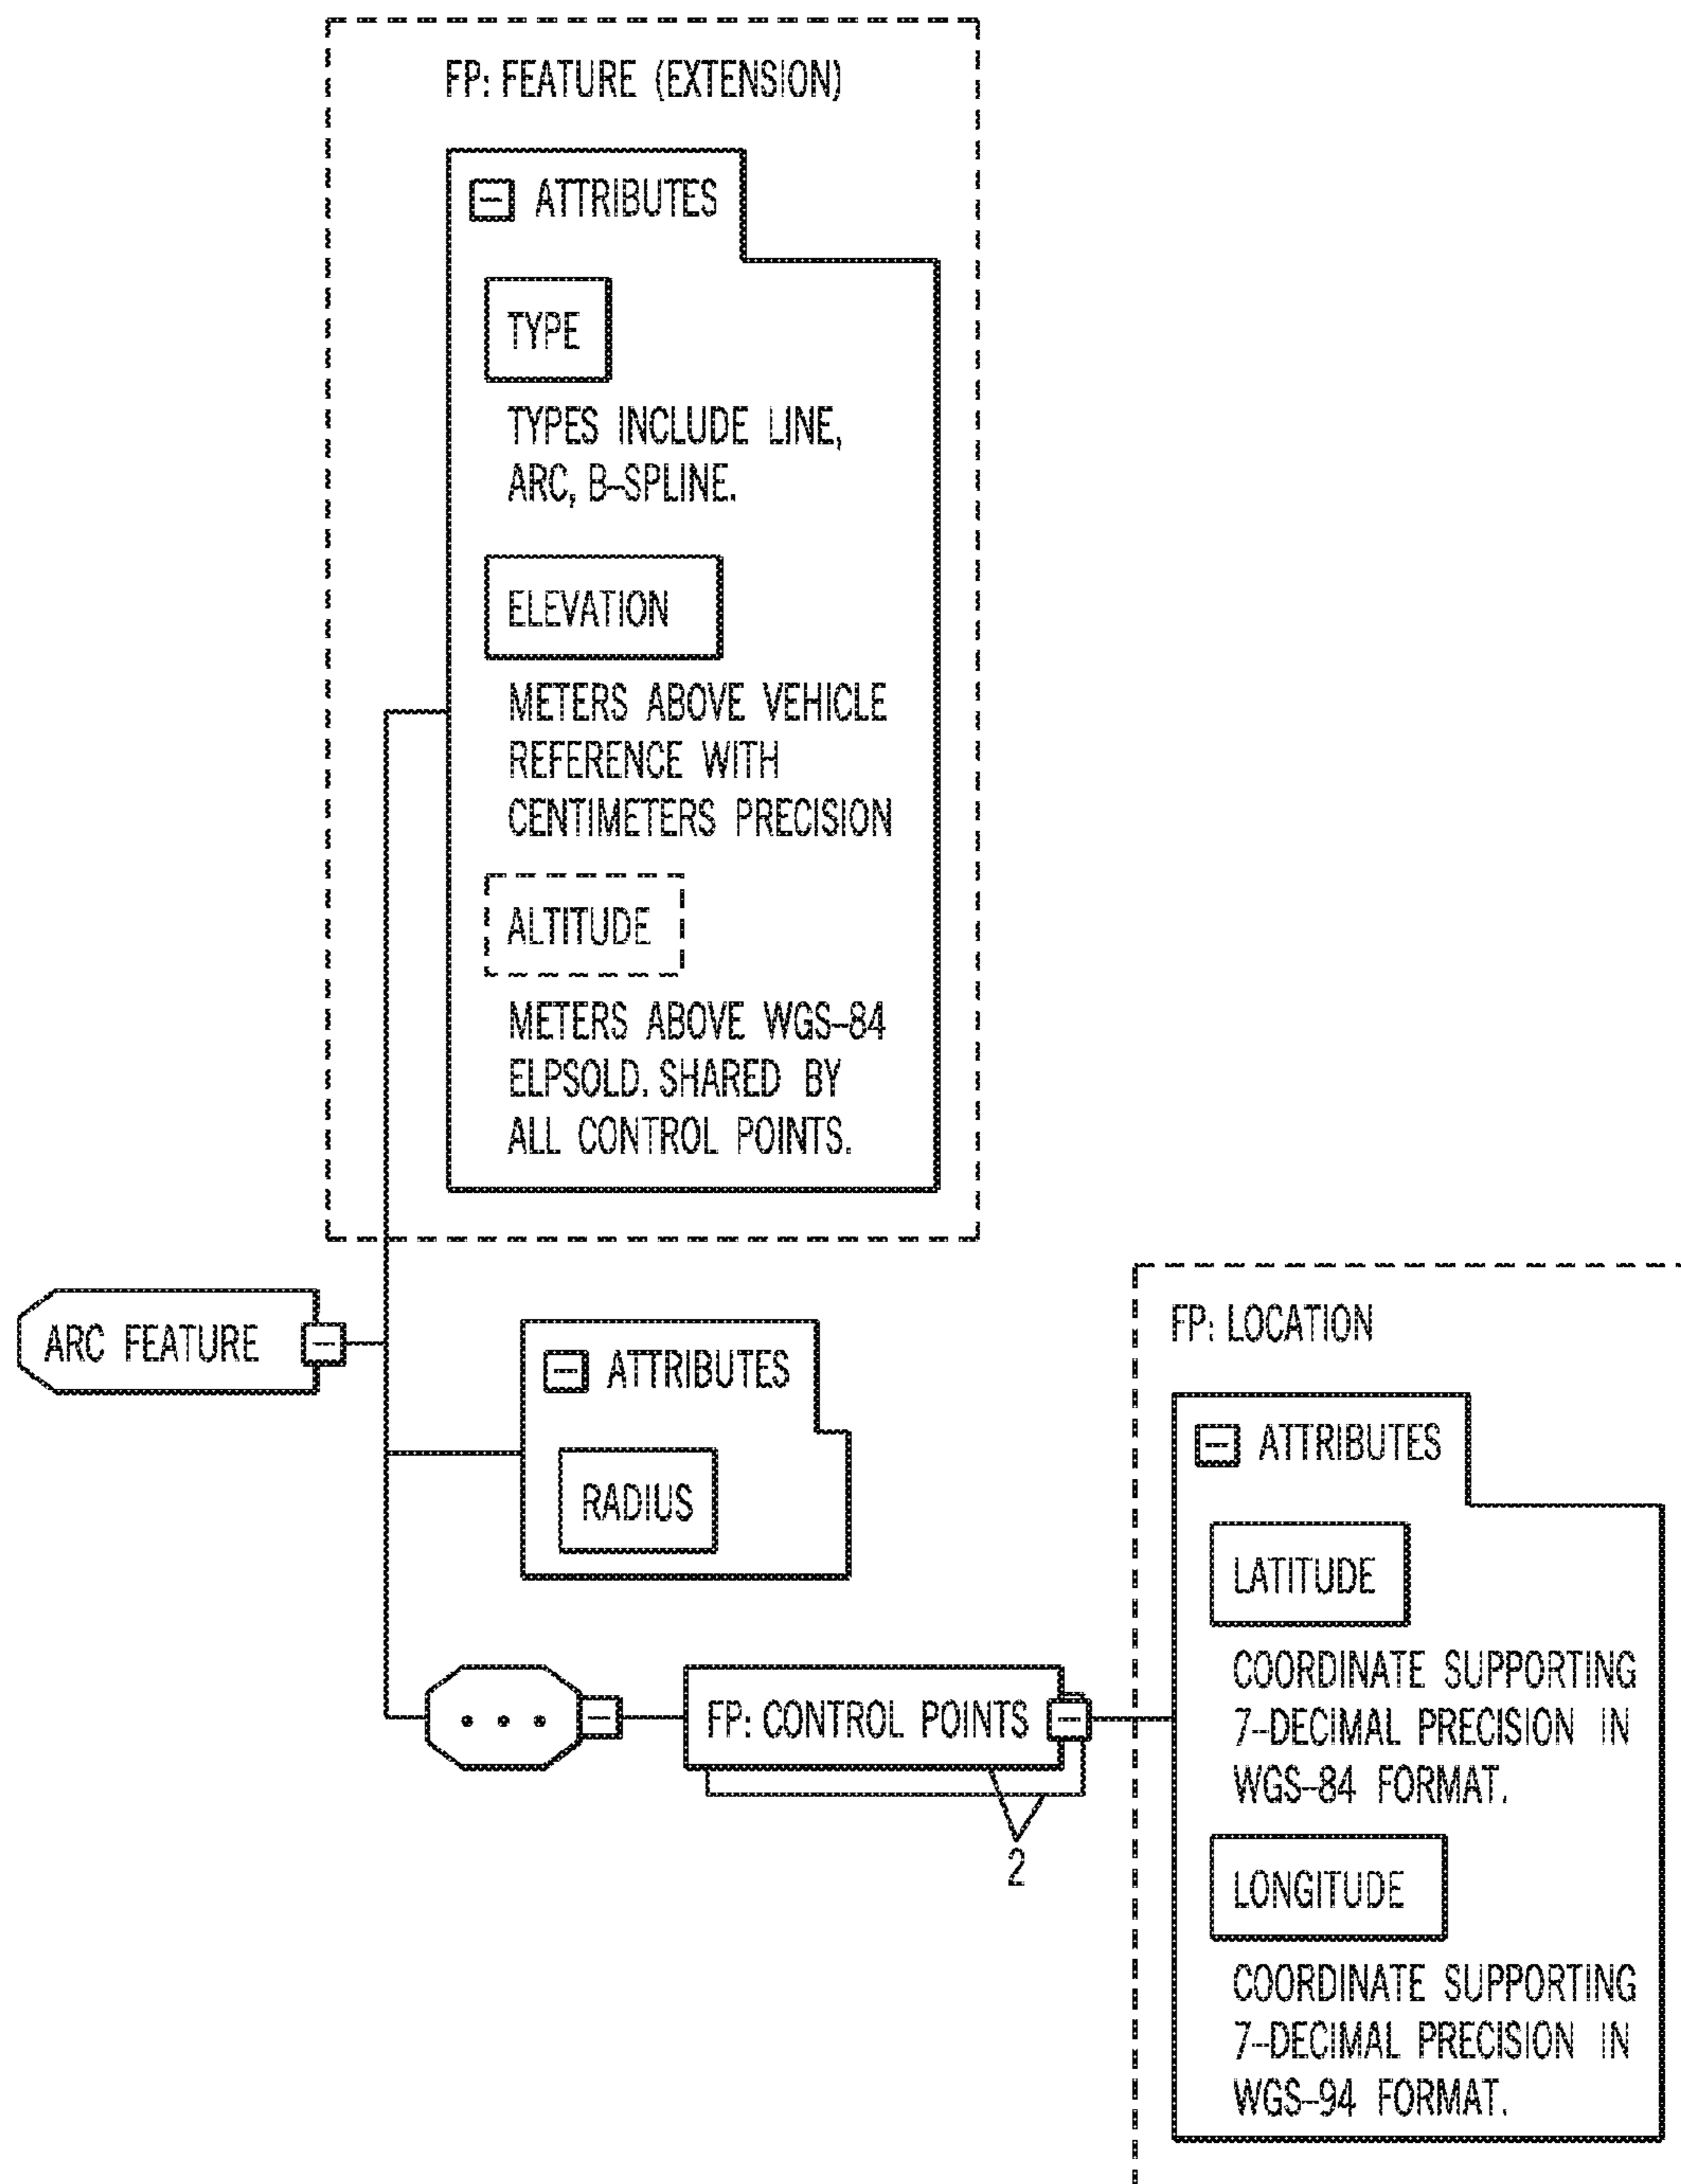 FP: FEATURE (EXTENSION)
ATTRIBUTES
TYPE
TYPES INCLUDE LINE,
ARC, B-SPLINE.
ELEVATION
METERS ABOVE VEHICLE
REFERENCE WITH
CENTIMETERS PRECISION
ALTITUDE
METERS ABOVE WGS-84
ELPSOLD. SHARED BY
ALL CONTROL POINTS.
ARC FEATURE
ATTRIBUTES
RADIUS
FP: CONTROL POINTS
2
FP: LOCATION
ATTRIBUTES
LATITUDE
COORDINATE SUPPORTING
7-DECIMAL PRECISION IN
WGS-84 FORMAT.
LONGITUDE
COORDINATE SUPPORTING
7-DECIMAL PRECISION IN
WGS-94 FORMAT.